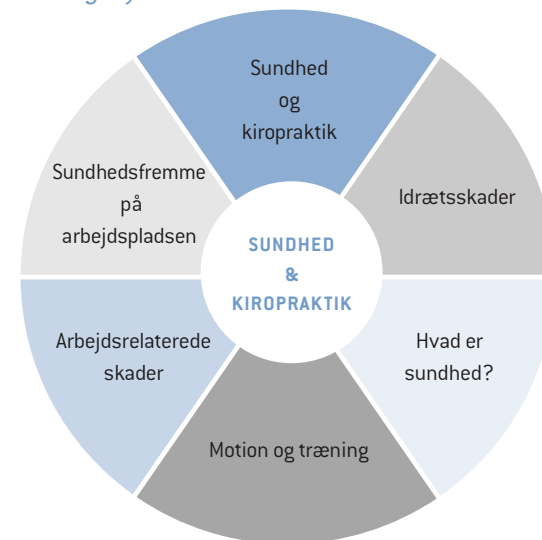 Sundhed
og
kiropraktik
Idrætsskader
Hvad er
sundhed?
Motion og træning
Arbejdsrelaterede
skader
Sundhedsfremme
på
arbejdspladsen
SUNDHED
&
KIROPRAKTIK